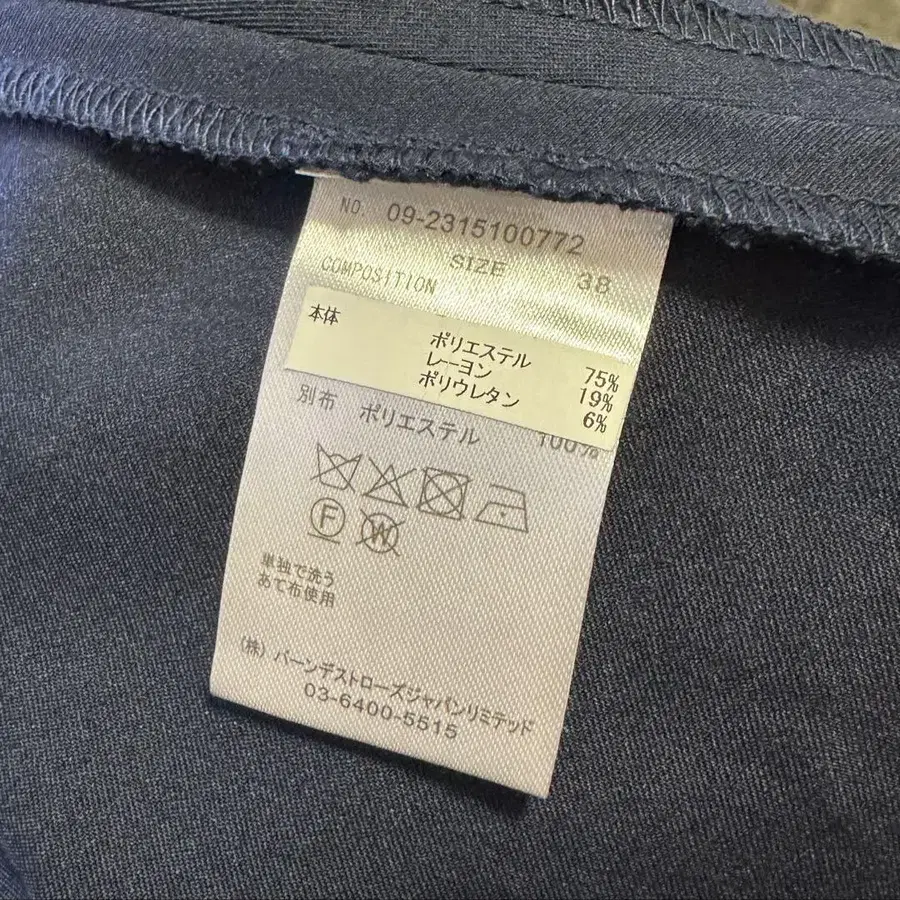 NO. 09-2315100772
SIZE 38
COMPOSITION
本体 ポリエステル 75%
レーヨン 19%
ポリウレタン 6%
別布 ポリエステル 100%
F W
単独で洗う
あて布使用
(株) バーンデストローズジャパンリミテッド
03-6400-5515